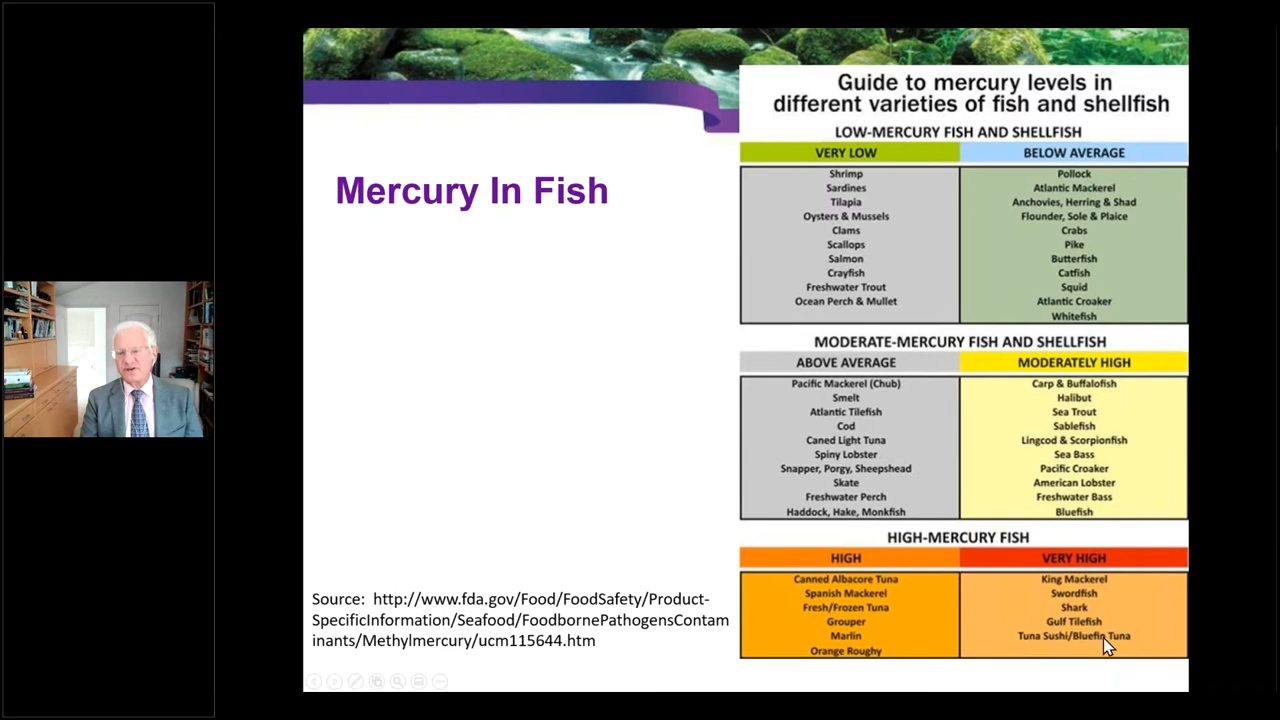 Guide to mercury levels in
different varieties of fish and shellfish
Mercury In Fish
LOW-MERCURY FISH AND SHELLFISH
VERY LOW
Shrimp
Sardines
Tilapia
Oysters & Mussels
Clams
Scallops
Salmon
Crayfish
Freshwater Trout
Ocean Perch & Mullet
BELOW AVERAGE
Pollock
Atlantic Mackerel
Anchovies, Herring & Shad
Flounder, Sole & Plaice
Crabs
Pike
Butterfish
Catfish
Squid
Atlantic Croaker
Whitefish
MODERATE-MERCURY FISH AND SHELLFISH
ABOVE AVERAGE
Pacific Mackerel (Chub)
Smelt
Atlantic Tilefish
Cod
Caned Light Tuna
Spiny Lobster
Snapper, Porgy, Sheepshead
Skate
Freshwater Perch
Haddock, Hake, Monkfish
MODERATELY HIGH
Carp & Buffalofish
Halibut
Sea Trout
Sablefish
Lingcod & Scorpionfish
Sea Bass
Pacific Croaker
American Lobster
Freshwater Bass
Bluefish
HIGH-MERCURY FISH
HIGH
Canned Albacore Tuna
Spanish Mackerel
Fresh/Frozen Tuna
Grouper
Marlin
Orange Roughy
VERY HIGH
King Mackerel
Swordfish
Shark
Gulf Tilefish
Tuna Sushi/Bluefin Tuna
Source: http://www.fda.gov/Food/FoodSafety/Product-
SpecificInformation/Seafood/FoodbornePathogensContam
inants/Methylmercury/ucm115644.htm